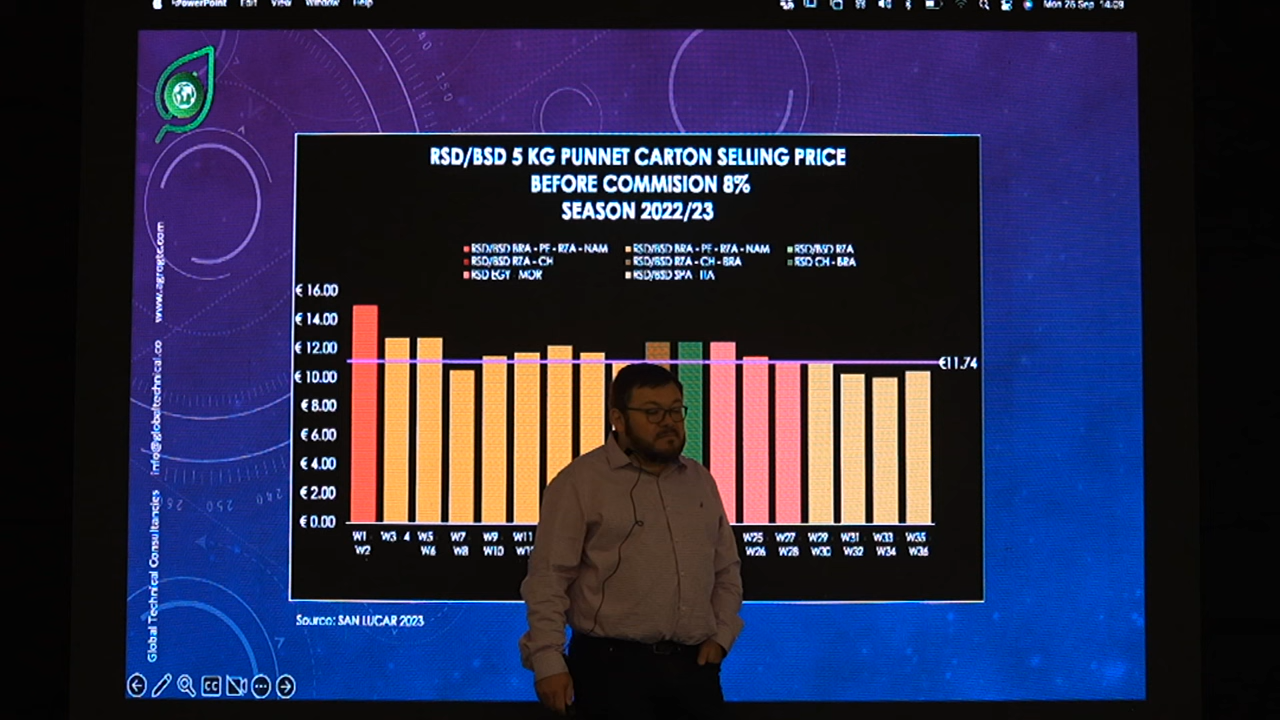 PowerPoint Edit View Window Help
Mon 25 Sep 14:09
RSD/BSD 5 KG PUNNET CARTON SELLING PRICE
BEFORE COMMISION 8%
SEASON 2022/23
RSD/BSD BRA - PE - RZA - NAM
RSD/BSD BRA - PE - RZA - NAM
RSD/BSD RZA
RSD/BSD RZA - CH
RSD/BSD RZA - CH - BRA
RSD CH - BRA
RSD EGY - MOR
RSD/BSD SPA - ITA
€ 16.00
€ 14.00
€ 12.00
€ 10.00
€ 8.00
€ 6.00
€ 4.00
€ 2.00
€ 0.00
€11.74
W1 W3 4 W5 W7 W9 W11 W25 W27 W29 W31 W33 W35
W2 W6 W8 W10 W26 W28 W30 W32 W34 W36
Source: SAN LUCAR 2023
Global Technical Consultancies info@globaltechnical.co www.agrogtc.com
CC